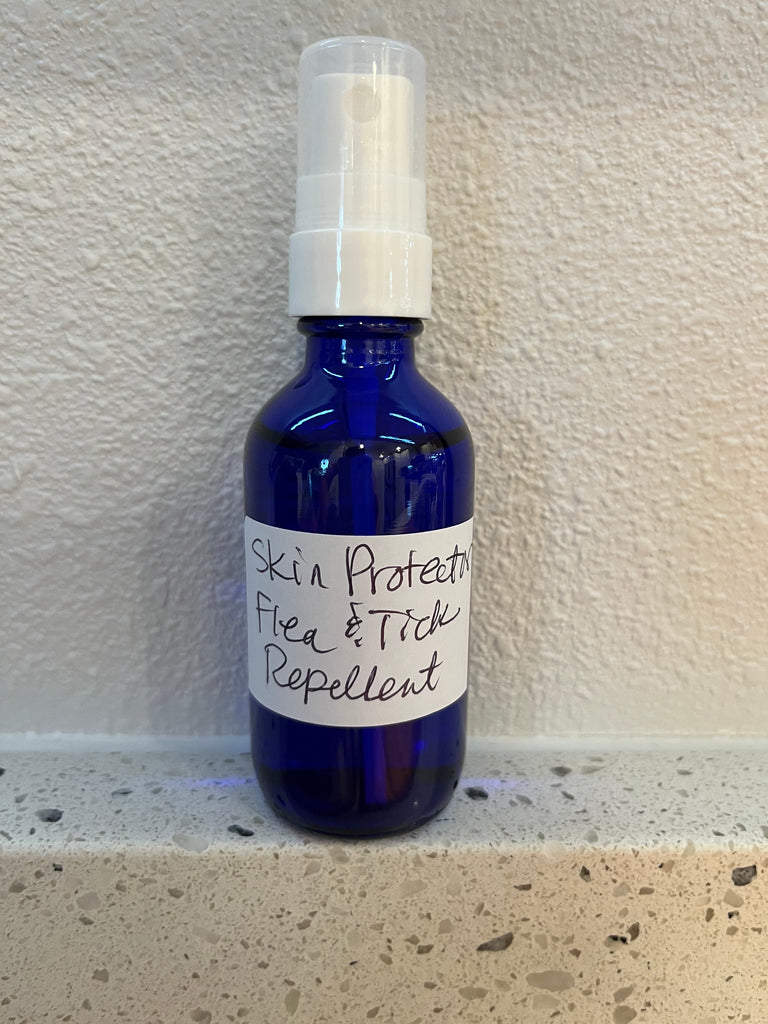 Skin Protector
Flea & Tick
Repellent